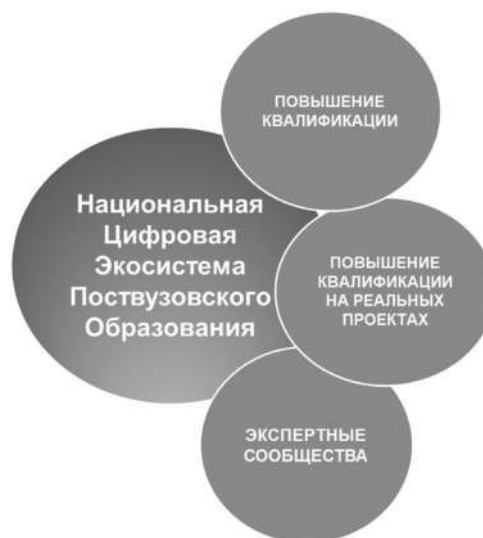 ПОВЫШЕНИЕ
КВАЛИФИКАЦИИ
Национальная
Цифровая
Экосистема
Поствузовского
Образования
ПОВЫШЕНИЕ
КВАЛИФИКАЦИИ
НА РЕАЛЬНЫХ
ПРОЕКТАХ
ЭКСПЕРТНЫЕ
СООБЩЕСТВА